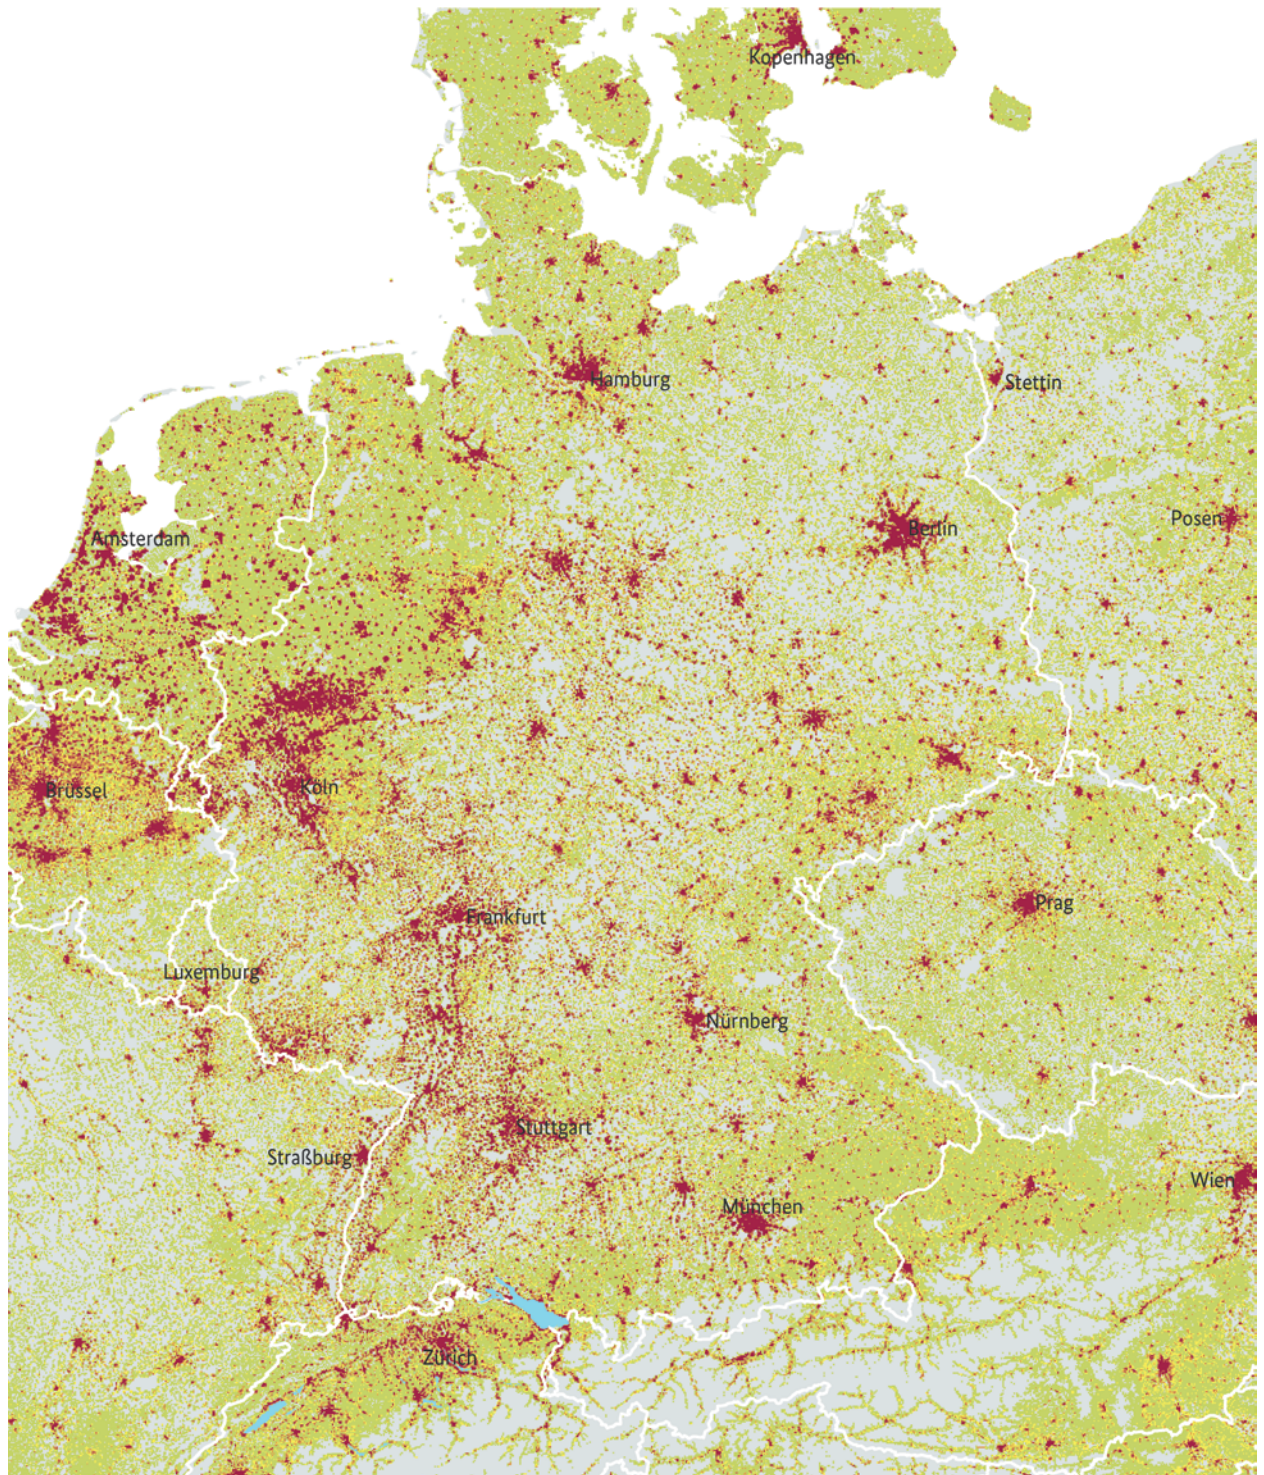 Kopenhagen
Hamburg
Stettin
Posen
Berlin
Amsterdam
Brüssel
Köln
Prag
Frankfurt
Luxemburg
Nürnberg
Stuttgart
Straßburg
Wien
München
Zürich